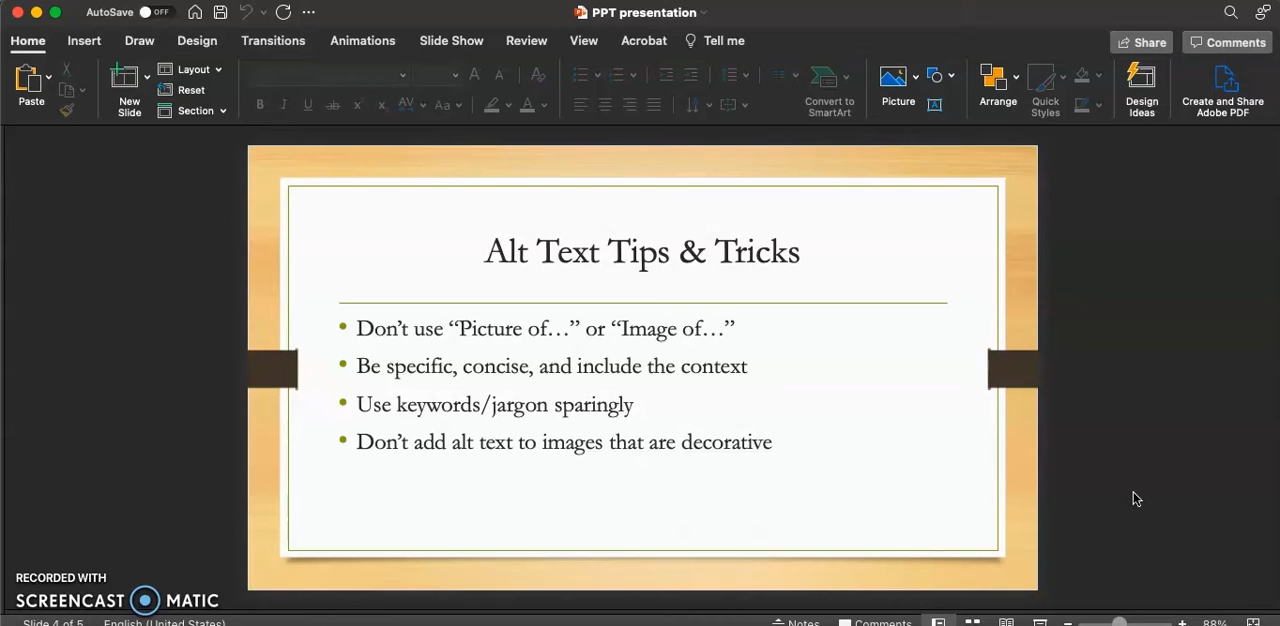 AutoSave OFF
PPT presentation
Home Insert Draw Design Transitions Animations Slide Show Review View Acrobat Tell me
Share Comments
Paste
New Slide
Layout
Reset
Section
B I U ab x x AV Aa A
Convert to SmartArt
Picture
Arrange
Quick Styles
Design Ideas
Create and Share Adobe PDF
Alt Text Tips & Tricks
• Don’t use “Picture of…” or “Image of…”
• Be specific, concise, and include the context
• Use keywords/jargon sparingly
• Don’t add alt text to images that are decorative
RECORDED WITH
SCREENCAST MATIC
Slide 4 of 5 English (United States) Notes Comments 88%